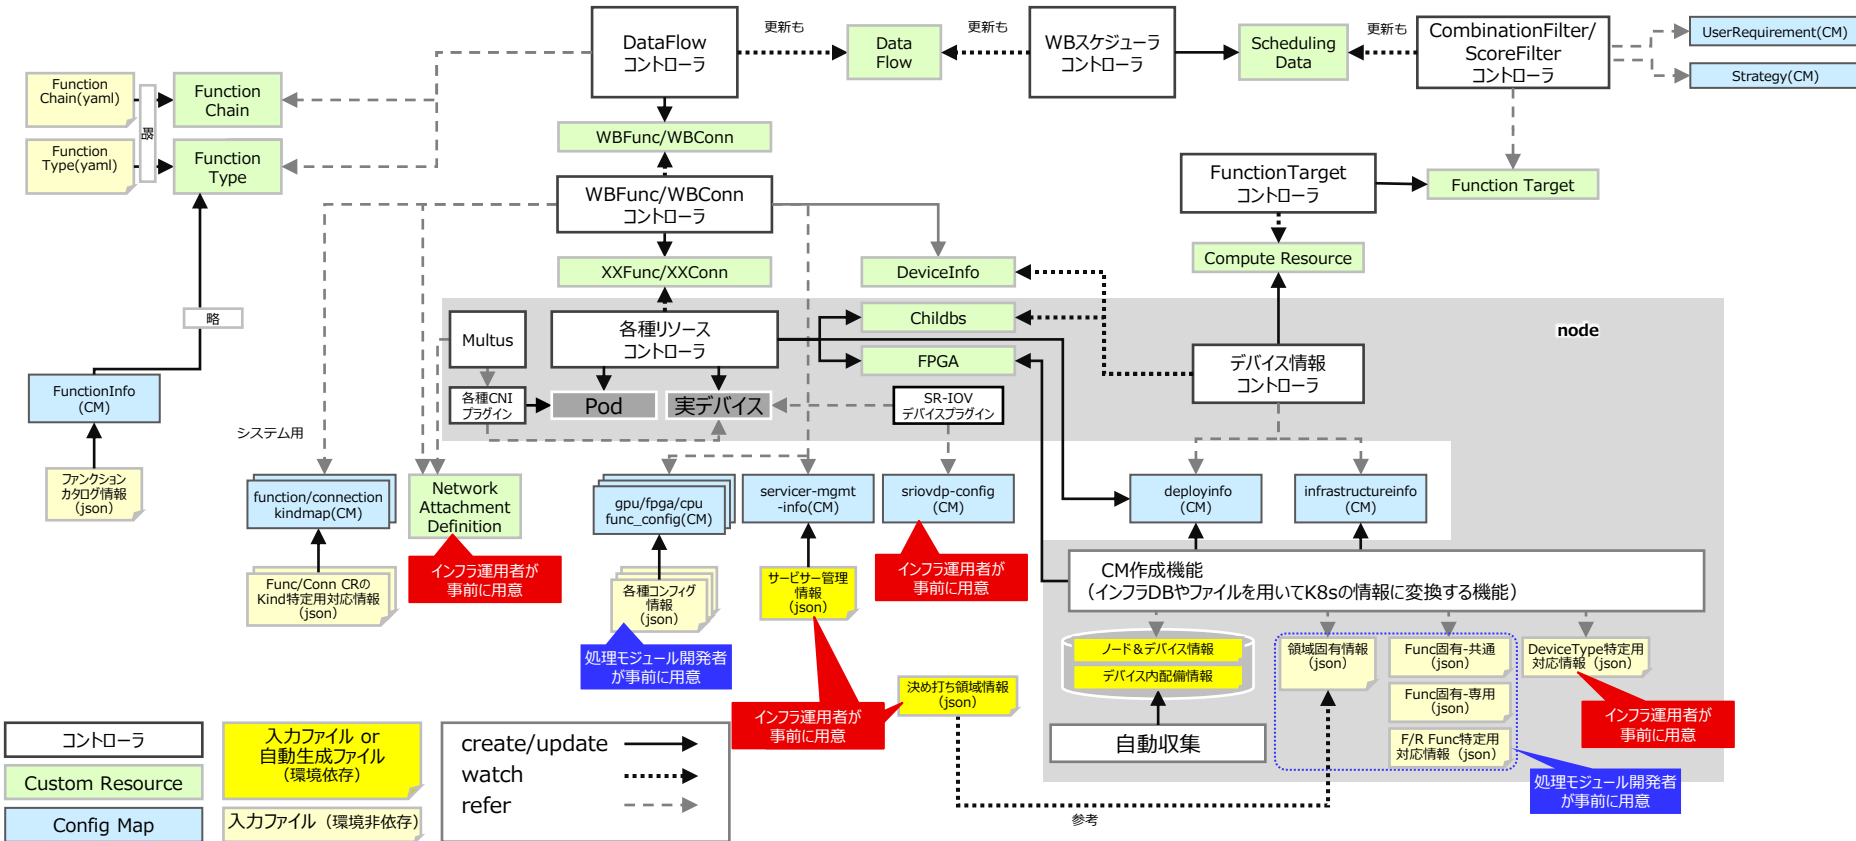 更新も
更新も
更新も
DataFlow
コントローラ
Data
Flow
WBスケジューラ
コントローラ
Scheduling
Data
CombinationFilter/
ScoreFilter
コントローラ
UserRequirement(CM)
Strategy(CM)
Function
Chain(yaml)
Function
Chain
略
Function
Type(yaml)
Function
Type
WBFunc/WBConn
WBFunc/WBConn
コントローラ
FunctionTarget
コントローラ
Function Target
XXFunc/XXConn
DeviceInfo
Compute Resource
略
Multus
各種リソース
コントローラ
Childbs
FPGA
node
デバイス情報
コントローラ
FunctionInfo
(CM)
各種CNI
プラグイン
Pod
実デバイス
SR-IOV
デバイスプラグイン
システム用
ファンクション
カタログ情報
(json)
function/connection
kindmap(CM)
Network
Attachment
Definition
gpu/fpga/cpu
func_config(CM)
servicer-mgmt
-info(CM)
sriovdp-config
(CM)
deployinfo
(CM)
infrastructureinfo
(CM)
Func/Conn CRの
Kind特定用対応情報
(json)
インフラ運用者が
事前に用意
各種コンフィグ
情報
(json)
サービサー管理
情報
(json)
インフラ運用者が
事前に用意
CM作成機能
(インフラDBやファイルを用いてK8sの情報に変換する機能)
処理モジュール開発者
が事前に用意
ノード&デバイス情報
デバイス内配備情報
領域固有情報
(json)
Func固有-共通
(json)
DeviceType特定用
対応情報 (json)
決め打ち領域情報
(json)
Func固有-専用
(json)
インフラ運用者が
事前に用意
インフラ運用者が
事前に用意
自動収集
F/R Func特定用
対応情報 (json)
処理モジュール開発者
が事前に用意
参考
コントローラ
Custom Resource
Config Map
入力ファイル or
自動生成ファイル
(環境依存)
入力ファイル (環境非依存)
create/update
watch
refer